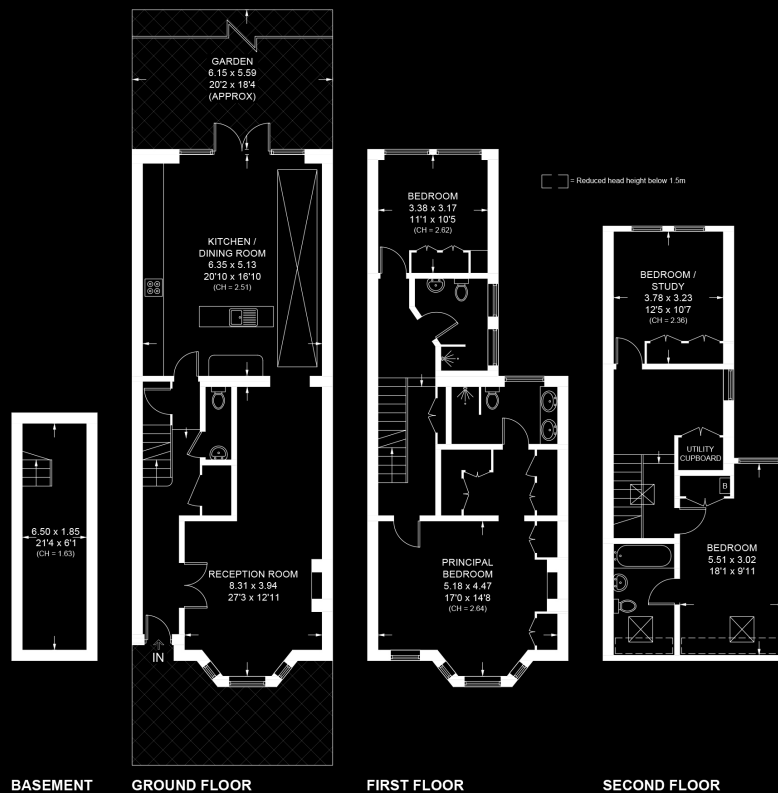 GARDEN
6.15 x 5.59
20'2 x 18'4
(APPROX)
= Reduced head height below 1.5m
BEDROOM
3.38 x 3.17
11'1 x 10'5
(CH = 2.62)
KITCHEN /
DINING ROOM
6.35 x 5.13
20'10 x 16'10
(CH = 2.51)
BEDROOM /
STUDY
3.78 x 3.23
12'5 x 10'7
(CH = 2.36)
UTILITY
CUPBOARD
B
6.50 x 1.85
21'4 x 6'1
(CH = 1.63)
RECEPTION ROOM
8.31 x 3.94
27'3 x 12'11
PRINCIPAL
BEDROOM
5.18 x 4.47
17'0 x 14'8
(CH = 2.64)
BEDROOM
5.51 x 3.02
18'1 x 9'11
IN
BASEMENT
GROUND FLOOR
FIRST FLOOR
SECOND FLOOR